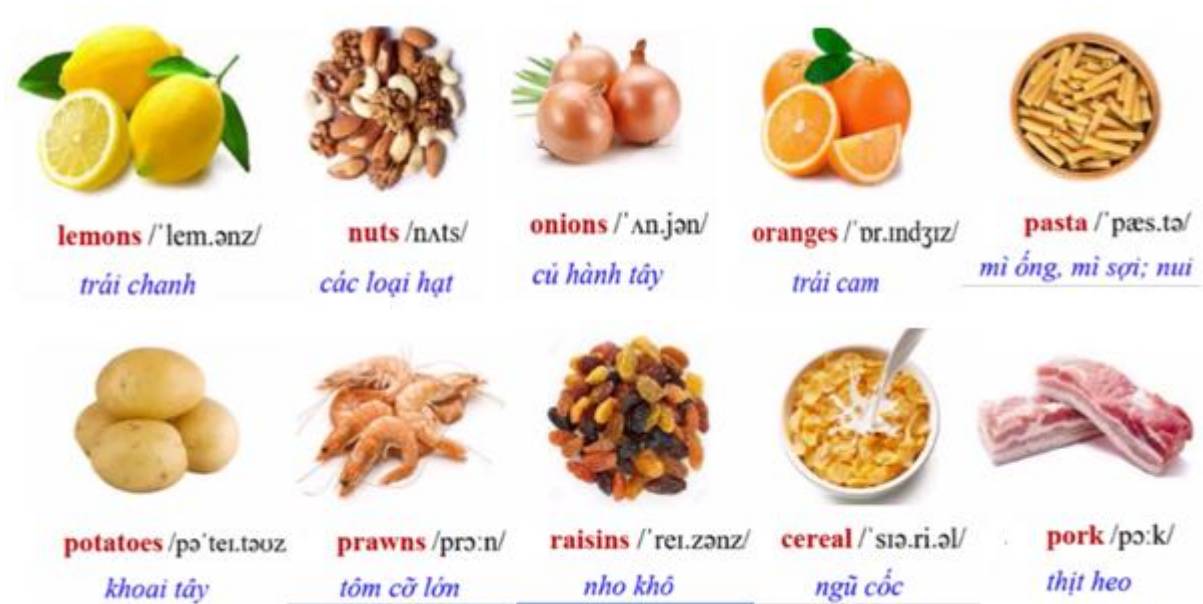 lemons /ˈlem.ənz/
nuts /nʌts/
onions /ˈʌn.jən/
oranges /ˈɒr.ɪndʒɪz/
pasta /ˈpæs.tə/
trái chanh
các loại hạt
củ hành tây
trái cam
mì ống, mì sợi; nui
potatoes /pəˈteɪ.təʊz
prawns /prɔːn/
raisins /ˈreɪ.zənz/
cereal /ˈsɪə.ri.əl/
pork /pɔːk/
khoai tây
tôm cỡ lớn
nho khô
ngũ cốc
thịt heo